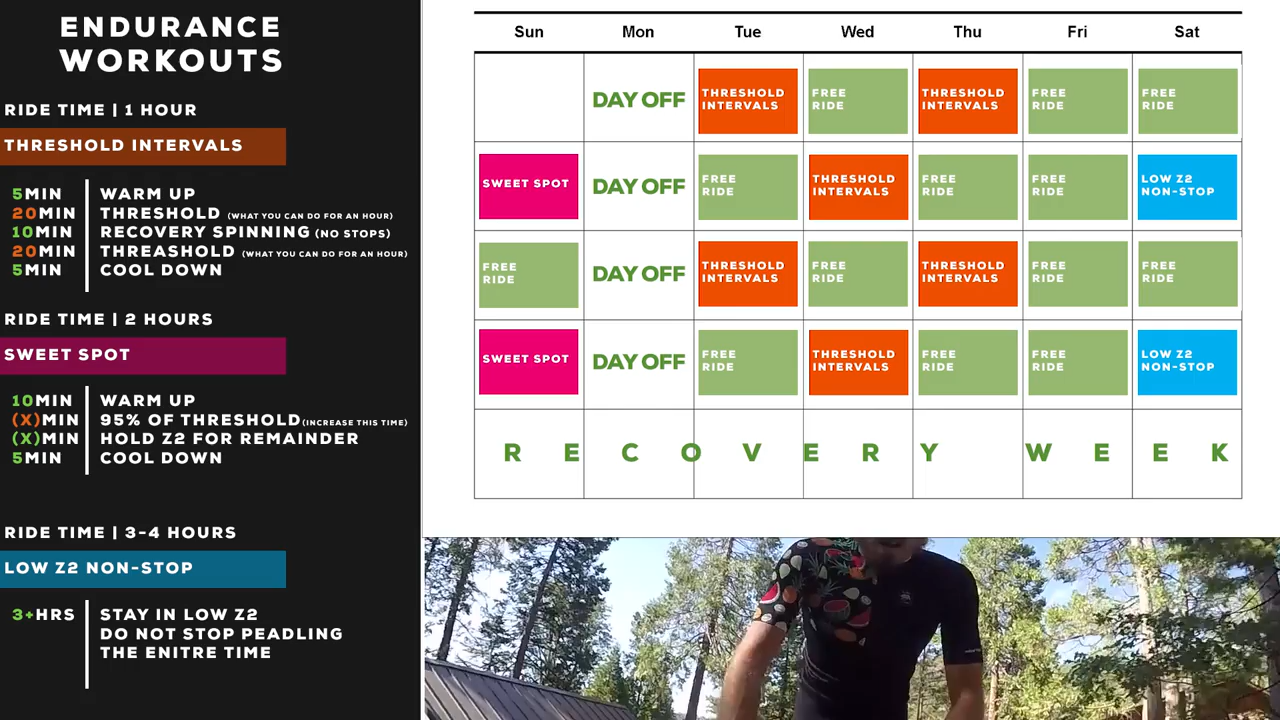 ENDURANCE
WORKOUTS
RIDE TIME | 1 HOUR
THRESHOLD INTERVALS
5MIN WARM UP
20MIN THRESHOLD (WHAT YOU CAN DO FOR AN HOUR)
10MIN RECOVERY SPINNING (NO STOPS)
20MIN THREASHOLD (WHAT YOU CAN DO FOR AN HOUR)
5MIN COOL DOWN
RIDE TIME | 2 HOURS
SWEET SPOT
10MIN WARM UP
(X)MIN 95% OF THRESHOLD(INCREASE THIS TIME)
(X)MIN HOLD Z2 FOR REMAINDER
5MIN COOL DOWN
RIDE TIME | 3-4 HOURS
LOW Z2 NON-STOP
3+HRS STAY IN LOW Z2
DO NOT STOP PEADLING
THE ENITRE TIME
Sun Mon Tue Wed Thu Fri Sat
DAY OFF
THRESHOLD
INTERVALS
FREE
RIDE
THRESHOLD
INTERVALS
FREE
RIDE
FREE
RIDE
SWEET SPOT
DAY OFF
FREE
RIDE
THRESHOLD
INTERVALS
FREE
RIDE
FREE
RIDE
LOW Z2
NON-STOP
FREE
RIDE
DAY OFF
THRESHOLD
INTERVALS
FREE
RIDE
THRESHOLD
INTERVALS
FREE
RIDE
FREE
RIDE
SWEET SPOT
DAY OFF
FREE
RIDE
THRESHOLD
INTERVALS
FREE
RIDE
FREE
RIDE
LOW Z2
NON-STOP
RECOVERY WEEK